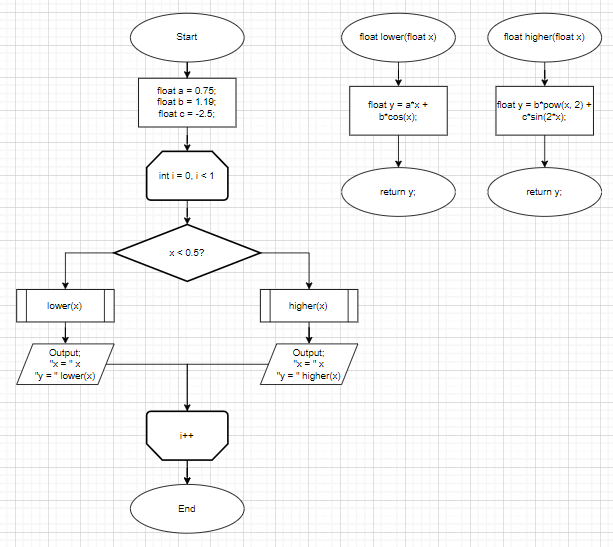 Start
float a = 0.75;
float b = 1.19;
float c = -2.5;
int i = 0, i < 1
x < 0.5?
lower(x)
higher(x)
Output;
"x = " x
"y = " lower(x)
Output;
"x = " x
"y = " higher(x)
i++
End
float lower(float x)
float y = a*x +
b*cos(x);
return y;
float higher(float x)
float y = b*pow(x, 2) +
c*sin(2*x);
return y;